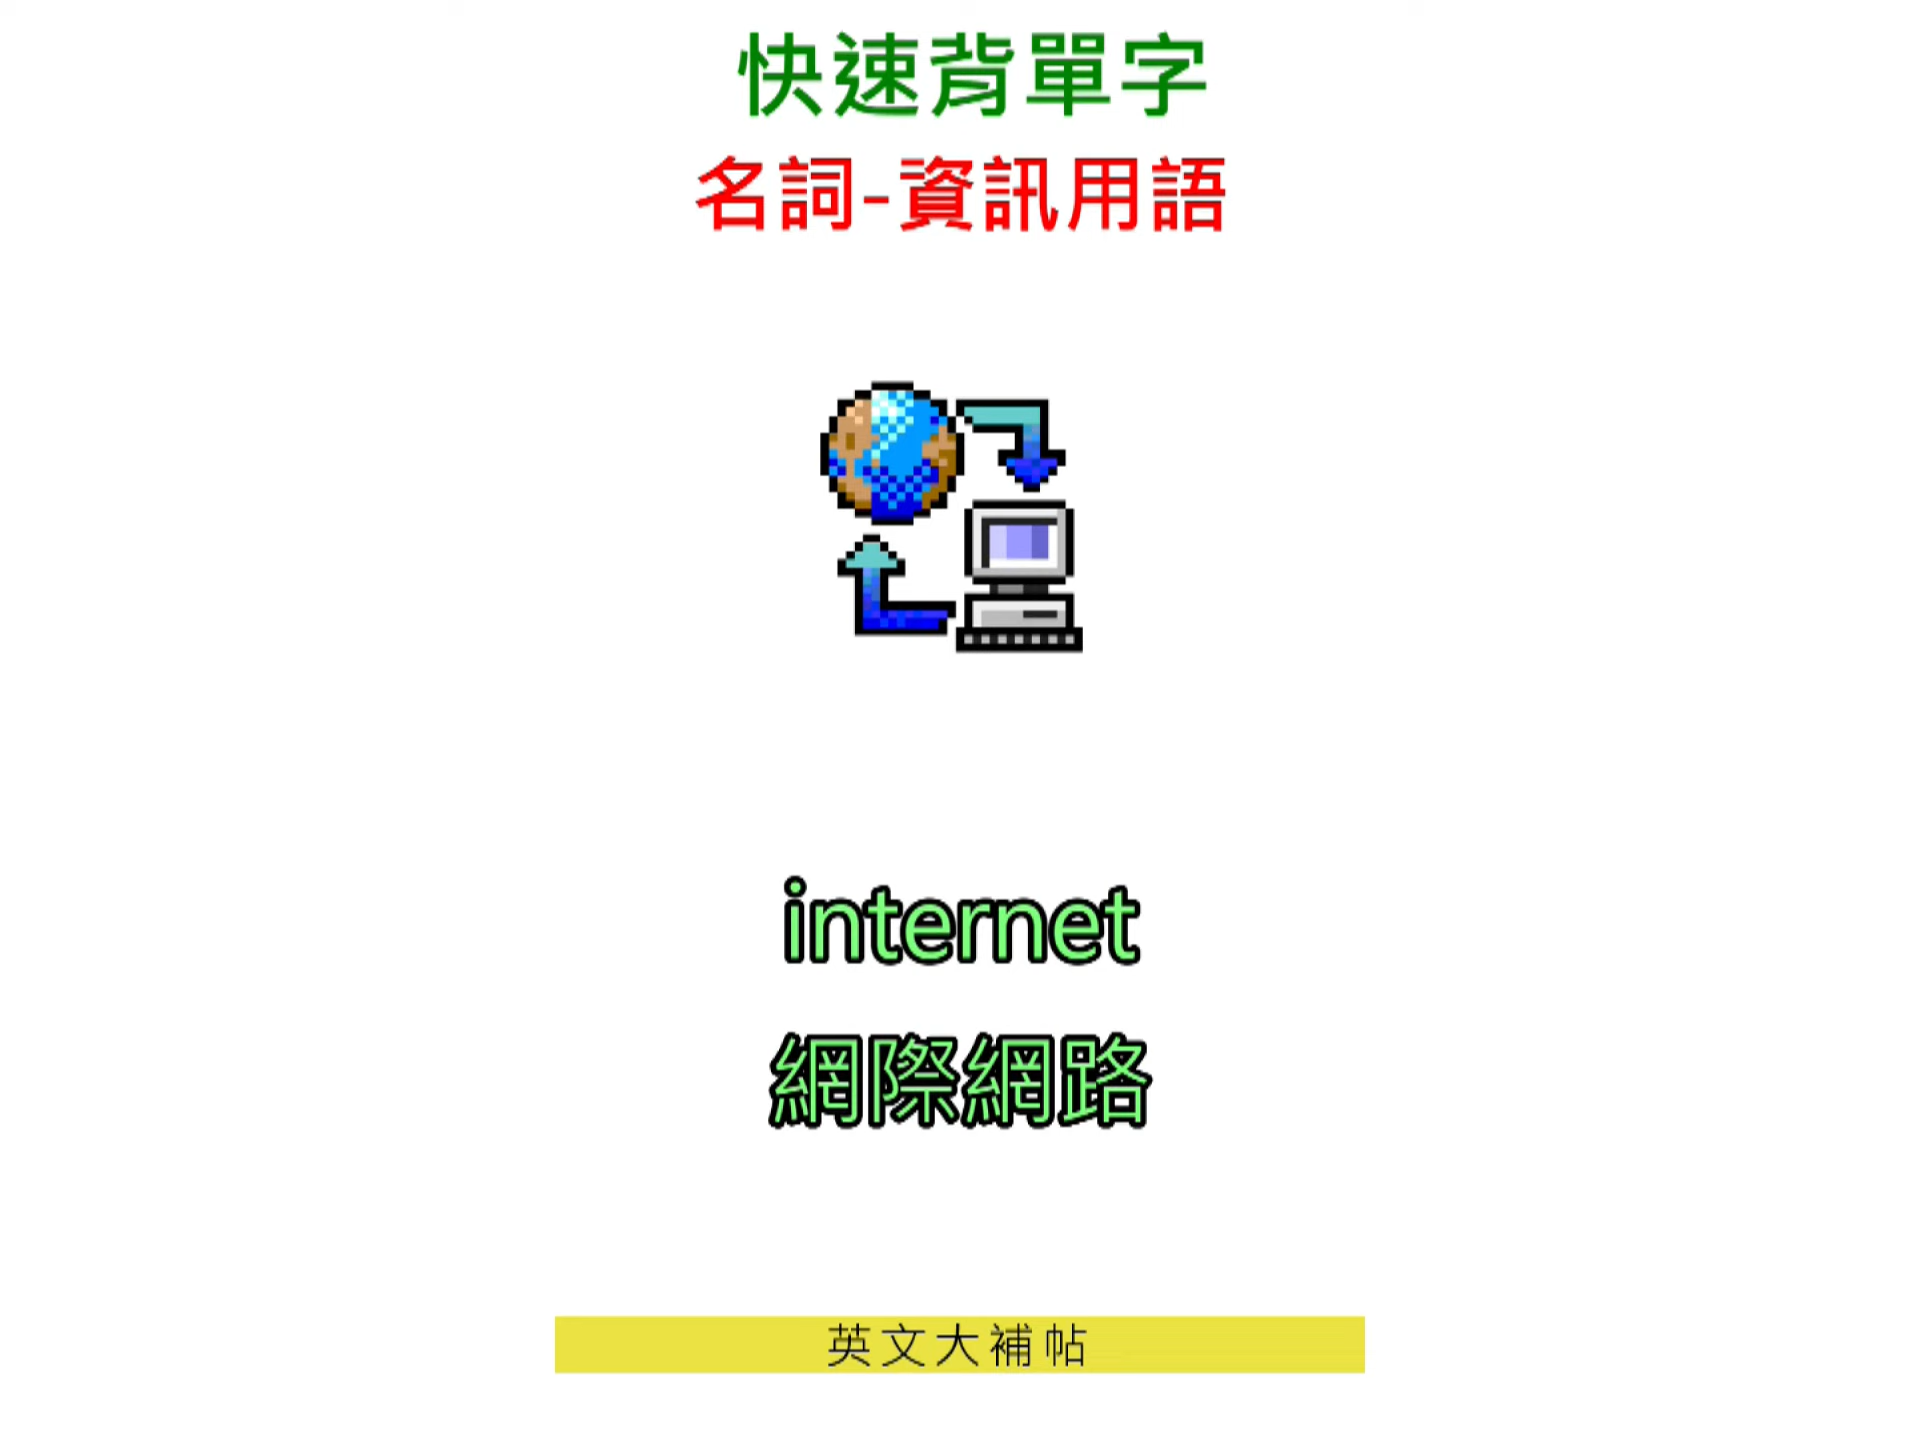 快速背單字
名詞-資訊用語
internet
網際網路
英文大補帖